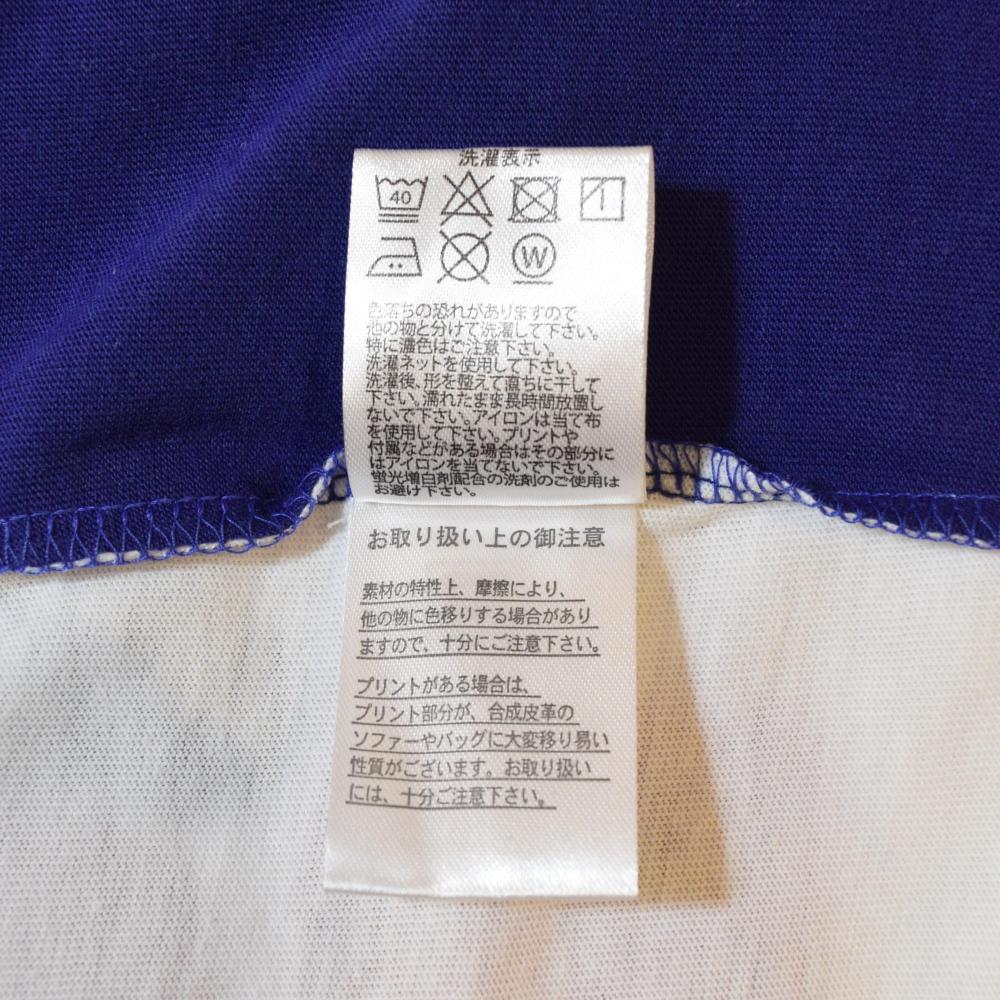 洗濯表示
40
W
色落ちの恐れがありますので
他の物と分けて洗濯して下さい。
特に濃色はご注意下さい。
洗濯ネットを使用して下さい。
洗濯後、形を整えて直ちに干して
下さい。濡れたまま長時間放置し
ないで下さい。アイロンは当て布
を使用して下さい。プリントや
付属などがある場合はその部分に
はアイロンを当てないで下さい。
蛍光増白剤配合の洗剤のご使用は
お避け下さい。
お取り扱い上の御注意
素材の特性上、摩擦により、
他の物に色移りする場合があり
ますので、十分にご注意下さい。
プリントがある場合は、
プリント部分が、合成皮革の
ソファーやバッグに大変移り易い
性質がございます。お取り扱い
には、十分ご注意下さい。